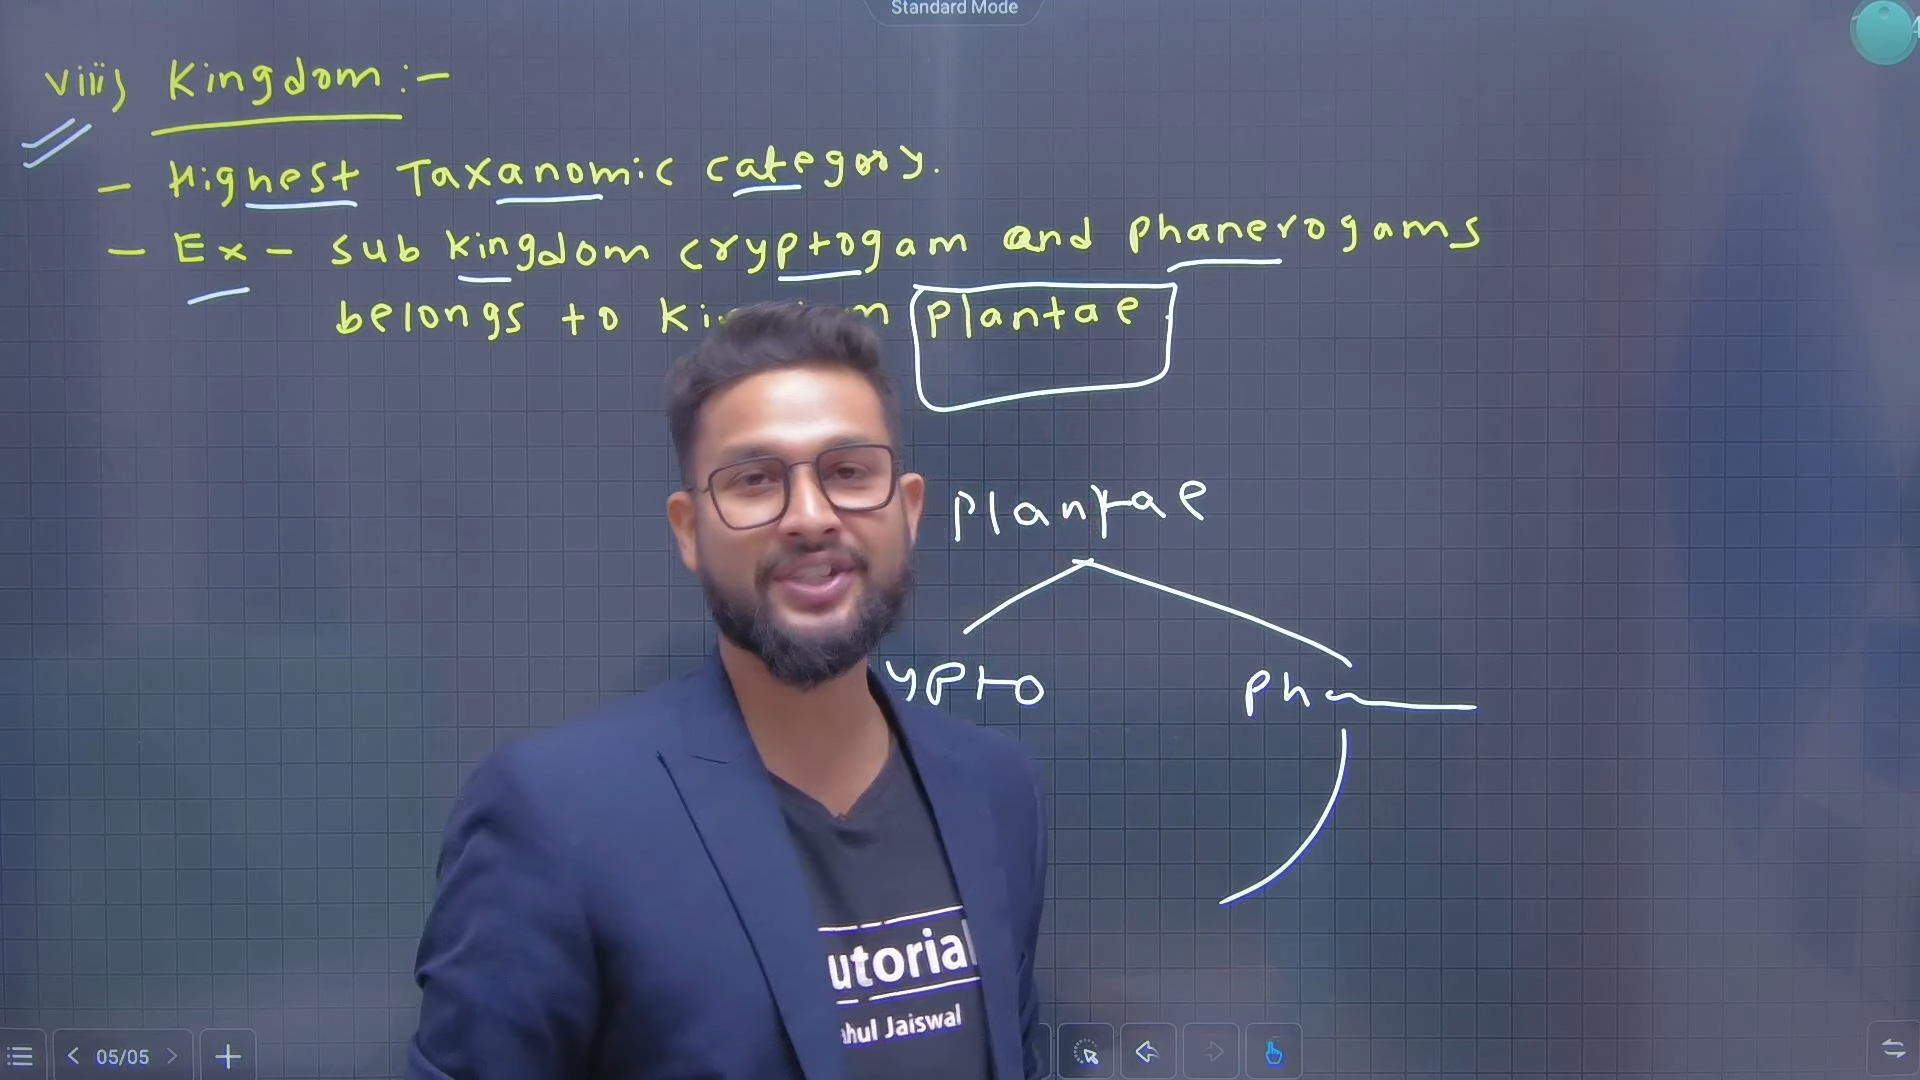 Standard Mode
viii) Kingdom :-
- Highest Taxanomic category.
- Ex - sub kingdom cryptogam and phanerogams
belongs to plantae
plantae
ypto
ph
utorial
ahul Jaiswal
05/05